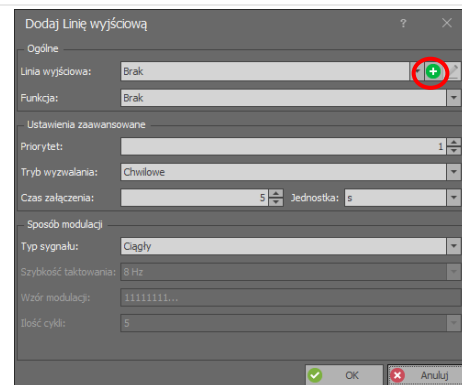 Dodaj Linię wyjściową ?
Ogólne
Linia wyjściowa: Brak
Funkcja: Brak
Ustawienia zaawansowane
Priorytet: 1
Tryb wyzwalania: Chwilowe
Czas załączenia: 5 Jednostka: s
Sposób modulacji
Typ sygnału: Ciągły
Szybkość taktowania: 8 Hz
Wzór modulacji: 11111111...
Ilość cykli: 5
OK Anuluj